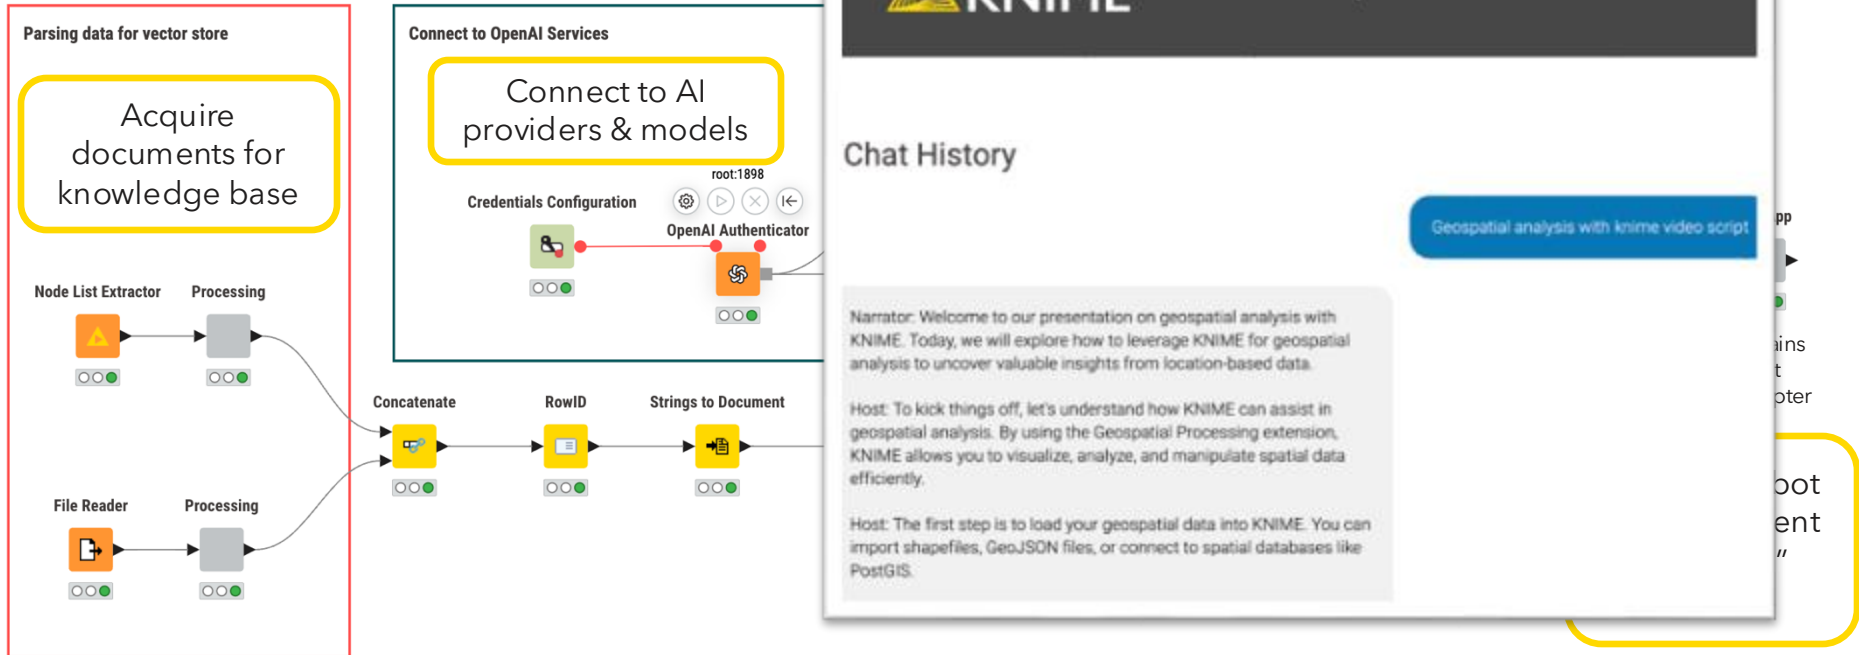 Parsing data for vector store
Acquire
documents for
knowledge base
Node List Extractor
Processing
File Reader
Processing
Connect to OpenAI Services
Connect to AI
providers & models
root:1898
Credentials Configuration
OpenAI Authenticator
Concatenate
RowID
Strings to Document
KNIME
Chat History
Geospatial analysis with knime video script
Narrator: Welcome to our presentation on geospatial analysis with
KNIME. Today, we will explore how to leverage KNIME for geospatial
analysis to uncover valuable insights from location-based data.
Host: To kick things off, let's understand how KNIME can assist in
geospatial analysis. By using the Geospatial Processing extension,
KNIME allows you to visualize, analyze, and manipulate spatial data
efficiently.
Host: The first step is to load your geospatial data into KNIME. You can
import shapefiles, GeoJSON files, or connect to spatial databases like
PostGIS.